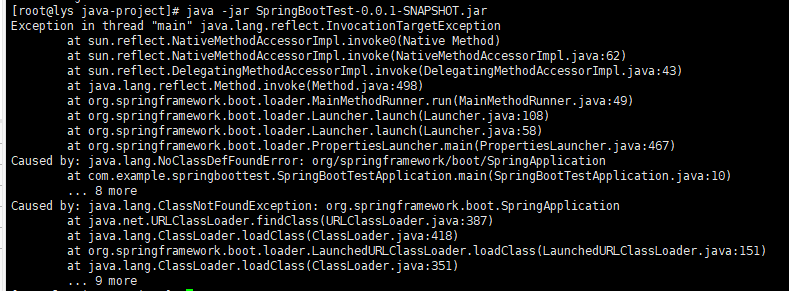 [root@lys java-project]# java -jar SpringBootTest-0.0.1-SNAPSHOT.jar
Exception in thread "main" java.lang.reflect.InvocationTargetException
at sun.reflect.NativeMethodAccessorImpl.invoke0(Native Method)
at sun.reflect.NativeMethodAccessorImpl.invoke(NativeMethodAccessorImpl.java:62)
at sun.reflect.DelegatingMethodAccessorImpl.invoke(DelegatingMethodAccessorImpl.java:43)
at java.lang.reflect.Method.invoke(Method.java:498)
at org.springframework.boot.loader.MainMethodRunner.run(MainMethodRunner.java:49)
at org.springframework.boot.loader.Launcher.launch(Launcher.java:108)
at org.springframework.boot.loader.Launcher.launch(Launcher.java:58)
at org.springframework.boot.loader.PropertiesLauncher.main(PropertiesLauncher.java:467)
Caused by: java.lang.NoClassDefFoundError: org/springframework/boot/SpringApplication
at com.example.springboottest.SpringBootTestApplication.main(SpringBootTestApplication.java:10)
... 8 more
Caused by: java.lang.ClassNotFoundException: org.springframework.boot.SpringApplication
at java.net.URLClassLoader.findClass(URLClassLoader.java:387)
at java.lang.ClassLoader.loadClass(ClassLoader.java:418)
at org.springframework.boot.loader.LaunchedURLClassLoader.loadClass(LaunchedURLClassLoader.java:151)
at java.lang.ClassLoader.loadClass(ClassLoader.java:351)
... 9 more